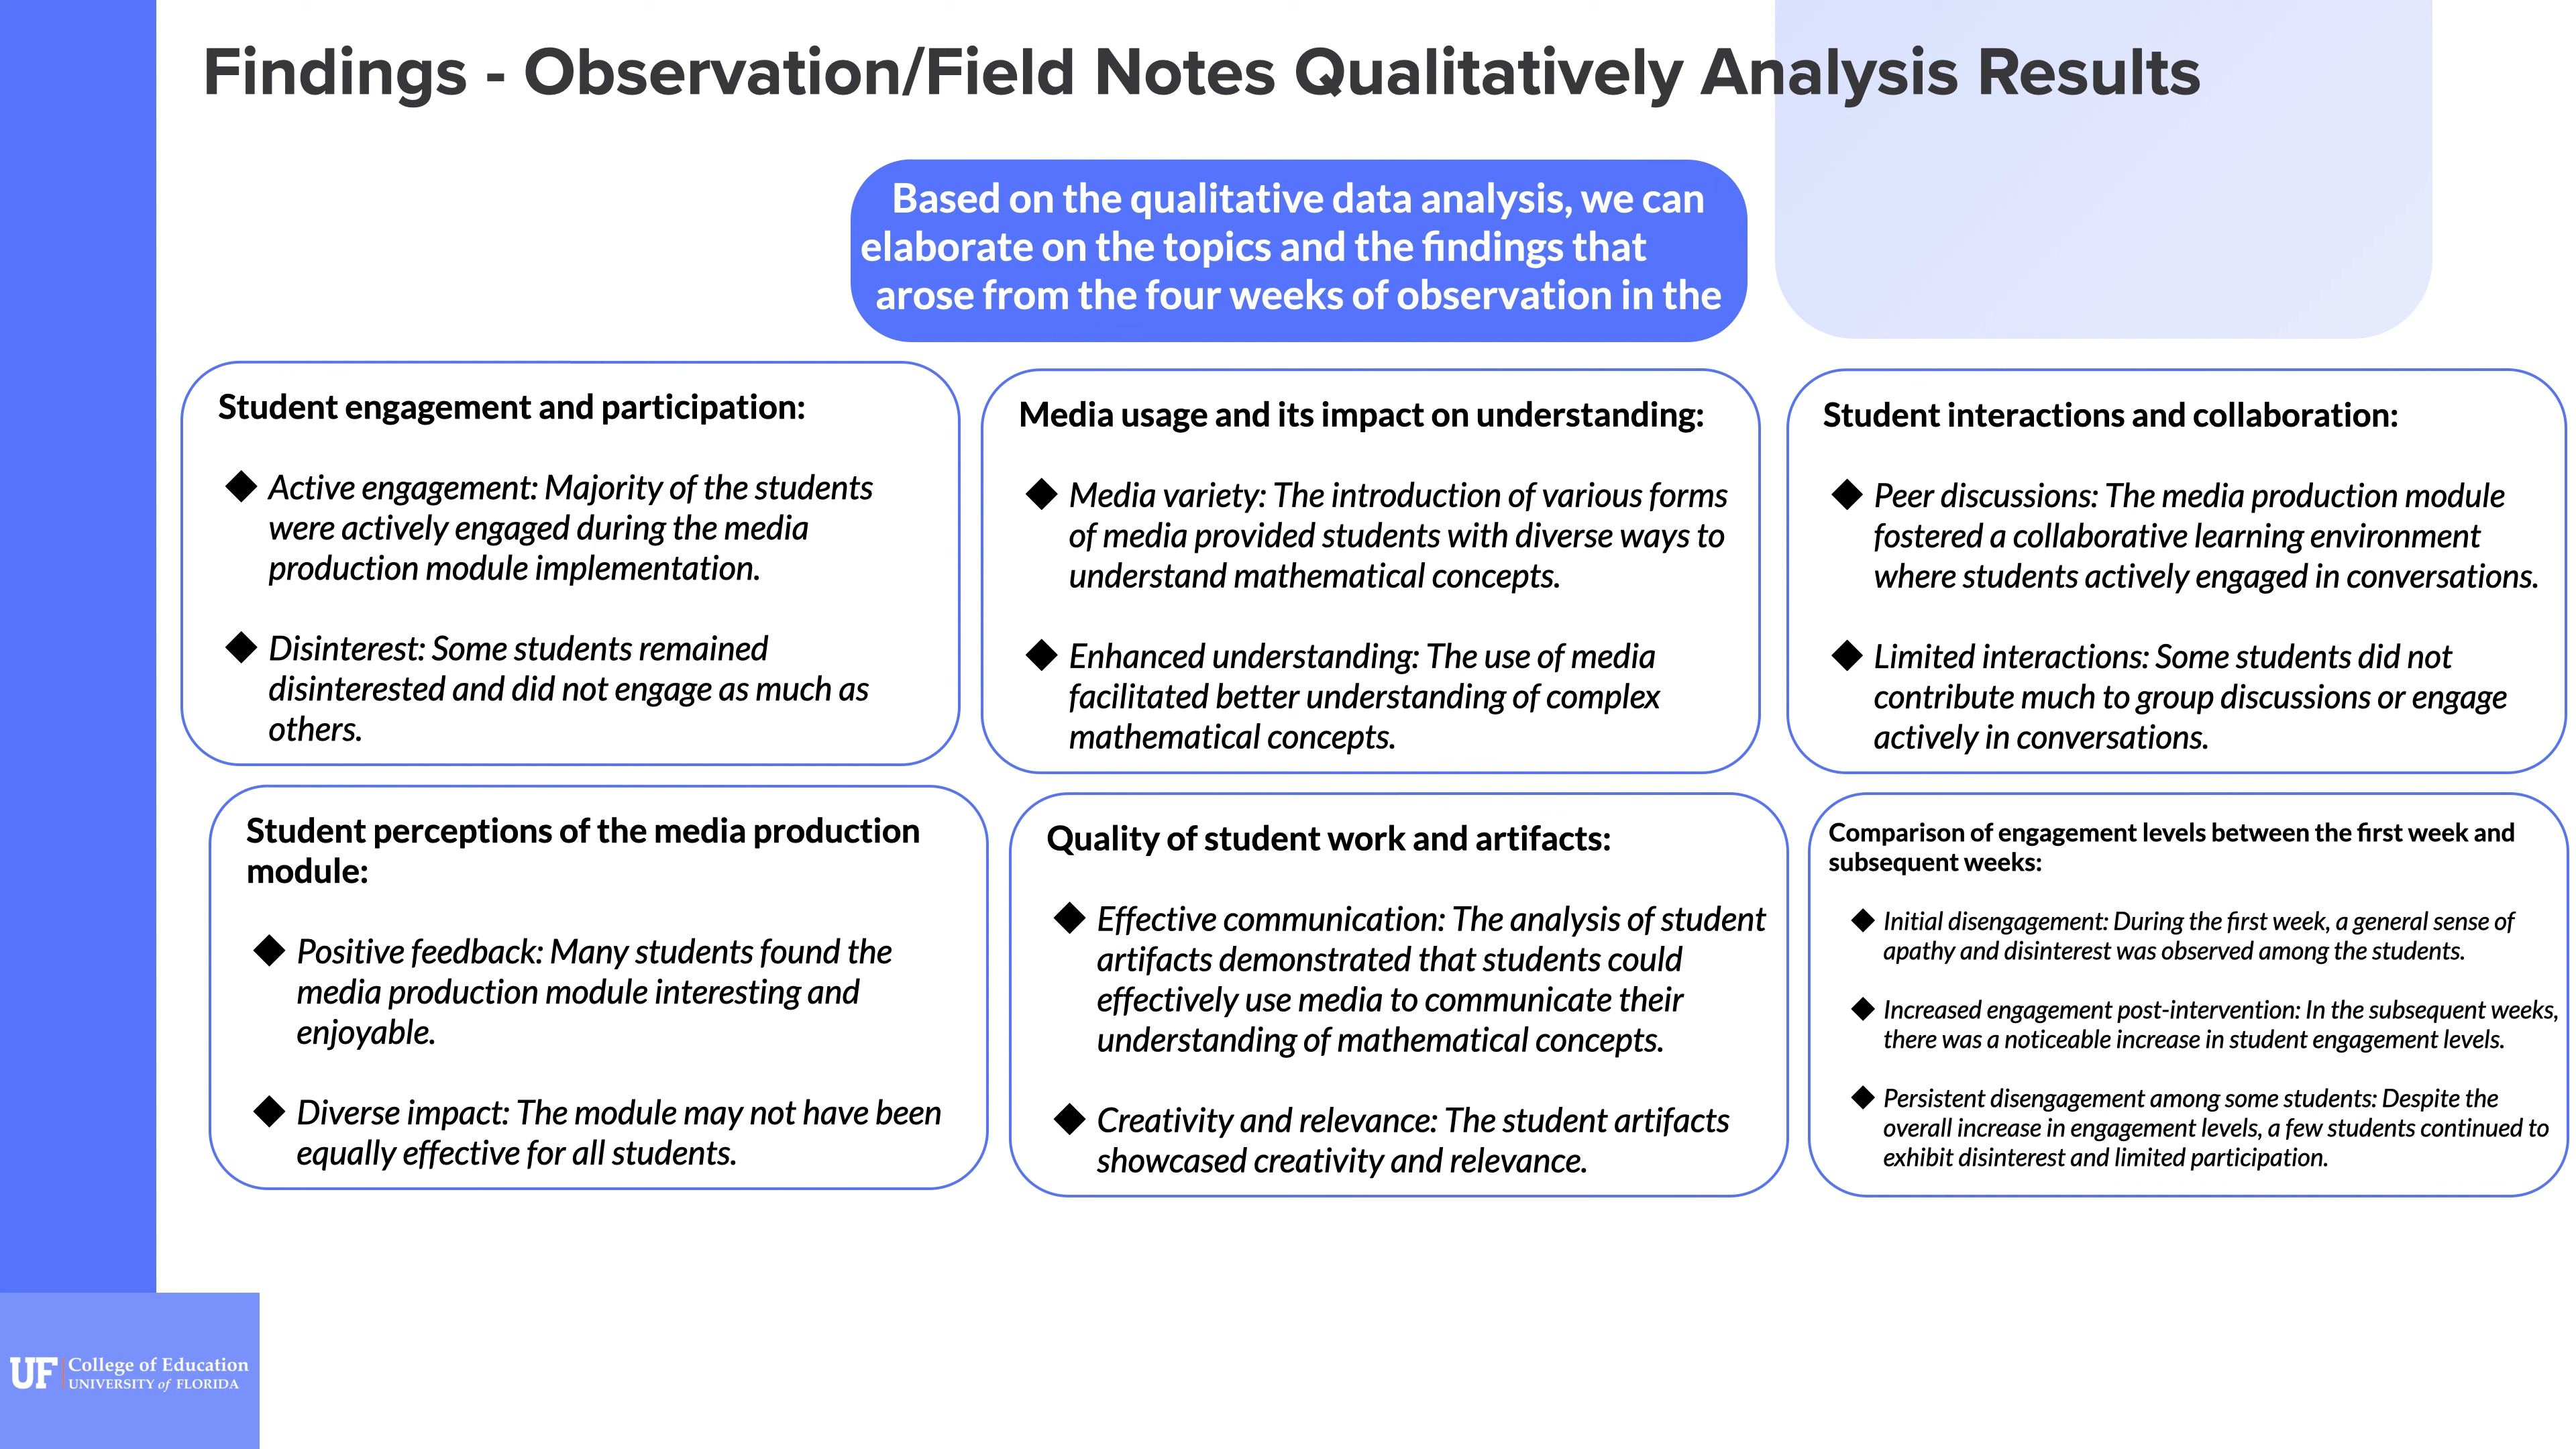 Findings - Observation/Field Notes Qualitatively Analysis Results
Based on the qualitative data analysis, we can
elaborate on the topics and the findings that
arose from the four weeks of observation in the
Student engagement and participation:
◆ Active engagement: Majority of the students
were actively engaged during the media
production module implementation.
◆ Disinterest: Some students remained
disinterested and did not engage as much as
others.
Media usage and its impact on understanding:
◆ Media variety: The introduction of various forms
of media provided students with diverse ways to
understand mathematical concepts.
◆ Enhanced understanding: The use of media
facilitated better understanding of complex
mathematical concepts.
Student interactions and collaboration:
◆ Peer discussions: The media production module
fostered a collaborative learning environment
where students actively engaged in conversations.
◆ Limited interactions: Some students did not
contribute much to group discussions or engage
actively in conversations.
Student perceptions of the media production
module:
◆ Positive feedback: Many students found the
media production module interesting and
enjoyable.
◆ Diverse impact: The module may not have been
equally effective for all students.
Quality of student work and artifacts:
◆ Effective communication: The analysis of student
artifacts demonstrated that students could
effectively use media to communicate their
understanding of mathematical concepts.
◆ Creativity and relevance: The student artifacts
showcased creativity and relevance.
Comparison of engagement levels between the first week and
subsequent weeks:
◆ Initial disengagement: During the first week, a general sense of
apathy and disinterest was observed among the students.
◆ Increased engagement post-intervention: In the subsequent weeks,
there was a noticeable increase in student engagement levels.
◆ Persistent disengagement among some students: Despite the
overall increase in engagement levels, a few students continued to
exhibit disinterest and limited participation.
UF College of Education
UNIVERSITY of FLORIDA